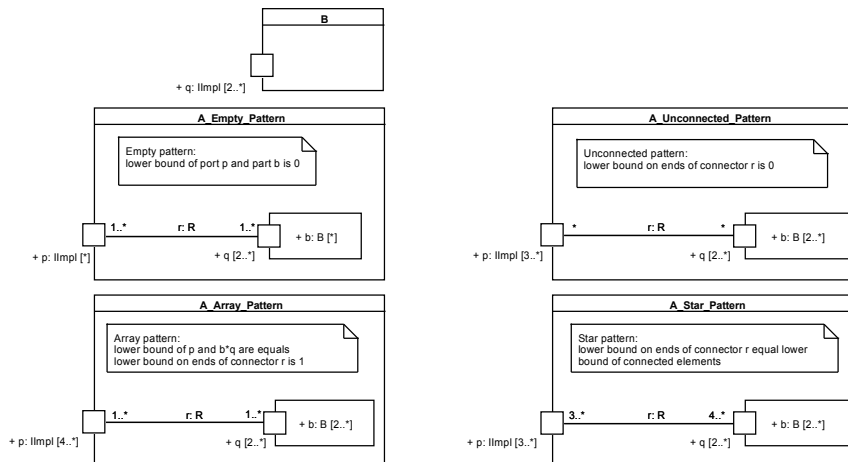 B
+ q: IImpl [2..*]
A_Empty_Pattern
Empty pattern:
lower bound of port p and part b is 0
1..*
r: R
1..*
+ b: B [*]
+ p: IImpl [*]
+ q [2..*]
A_Unconnected_Pattern
Unconnected pattern:
lower bound on ends of connector r is 0
*
r: R
*
+ b: B [2..*]
+ p: IImpl [3..*]
+ q [2..*]
A_Array_Pattern
Array pattern:
lower bound of p and b*q are equals
lower bound on ends of connector r is 1
1..*
r: R
1..*
+ b: B [2..*]
+ p: IImpl [4..*]
+ q [2..*]
A_Star_Pattern
Star pattern:
lower bound on ends of connector r equal lower
bound of connected elements
3..*
r: R
4..*
+ b: B [2..*]
+ p: IImpl [3..*]
+ q [2..*]